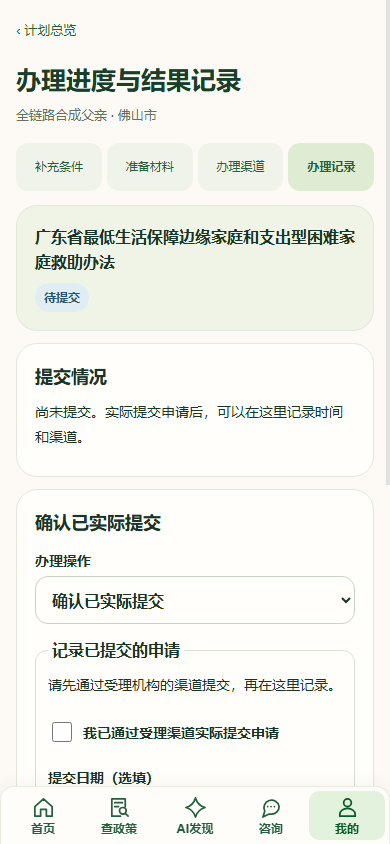 ‹ 计划总览
办理进度与结果记录
全链路合成父亲 · 佛山市
补充条件
准备材料
办理渠道
办理记录
广东省最低生活保障边缘家庭和支出型困难家
庭救助办法
待提交
提交情况
尚未提交。实际提交申请后，可以在这里记录时间
和渠道。
确认已实际提交
办理操作
确认已实际提交
记录已提交的申请
请先通过受理机构的渠道提交，再在这里记录。
我已通过受理渠道实际提交申请
提交日期（选填）
首页
查政策
AI发现
咨询
我的